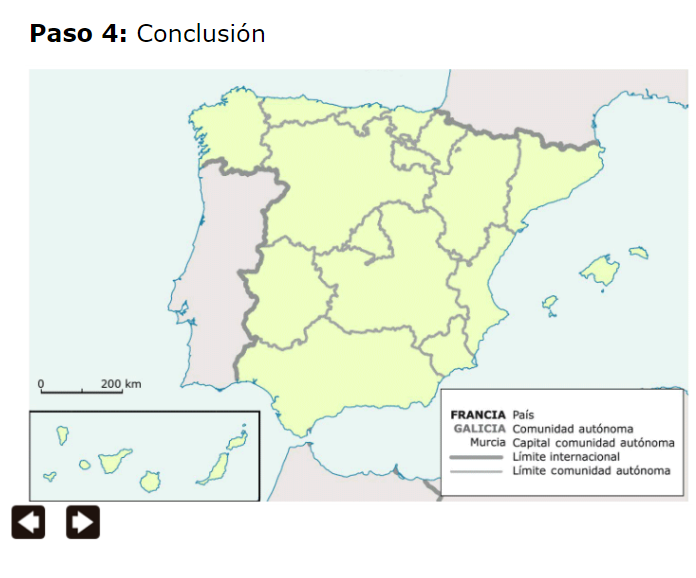 Paso 4: Conclusión
0 200 km
FRANCIA País
GALICIA Comunidad autónoma
Murcia Capital comunidad autónoma
Límite internacional
Límite comunidad autónoma